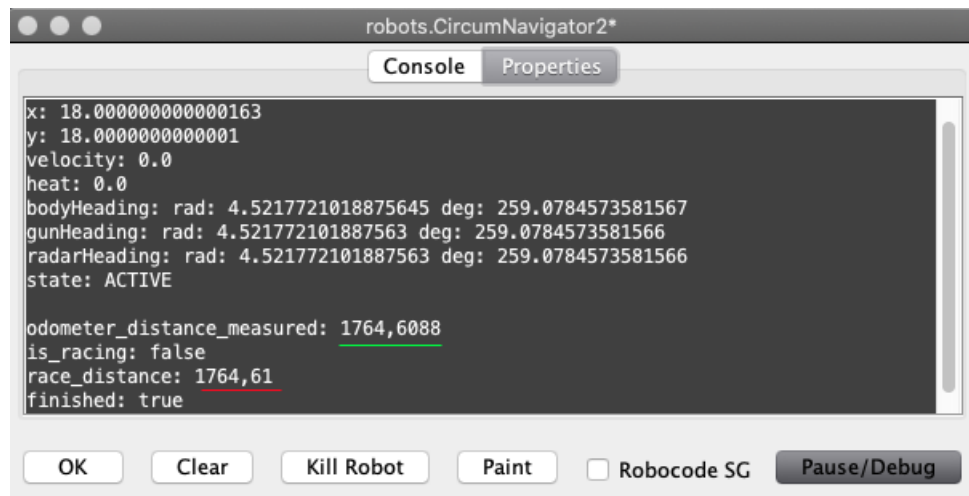 robots.CircumNavigator2*
Console Properties
x: 18.000000000000163
y: 18.0000000000001
velocity: 0.0
heat: 0.0
bodyHeading: rad: 4.5217721018875645 deg: 259.0784573581567
gunHeading: rad: 4.521772101887563 deg: 259.0784573581566
radarHeading: rad: 4.521772101887563 deg: 259.0784573581566
state: ACTIVE
odometer_distance_measured: 1764,6088
is_racing: false
race_distance: 1764,61
finished: true
OK Clear Kill Robot Paint Robocode SG Pause/Debug